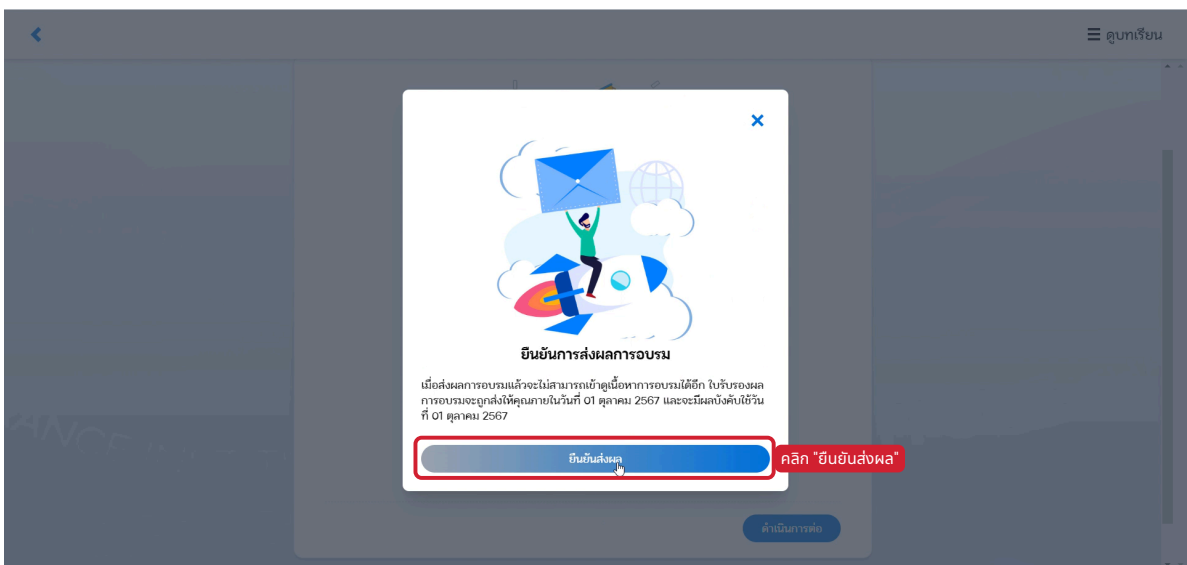 ดูบทเรียน
ยืนยันการส่งผลการอบรม
เมื่อส่งผลการอบรมแล้วจะไม่สามารถเข้าดูเนื้อหาการอบรมได้อีก ใบรับรองผล
การอบรมจะถูกส่งให้คุณภายในวันที่ 01 ตุลาคม 2567 และจะมีผลบังคับใช้วัน
ที่ 01 ตุลาคม 2567
ยืนยันส่งผล
คลิก "ยืนยันส่งผล"
ดำเนินการต่อ